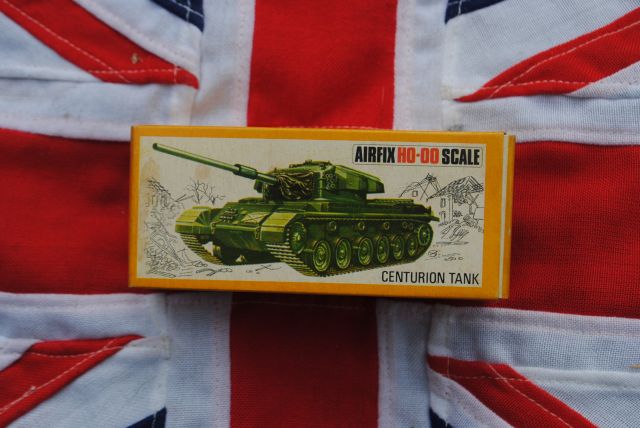 AIRFIX HO-OO SCALE
CENTURION TANK